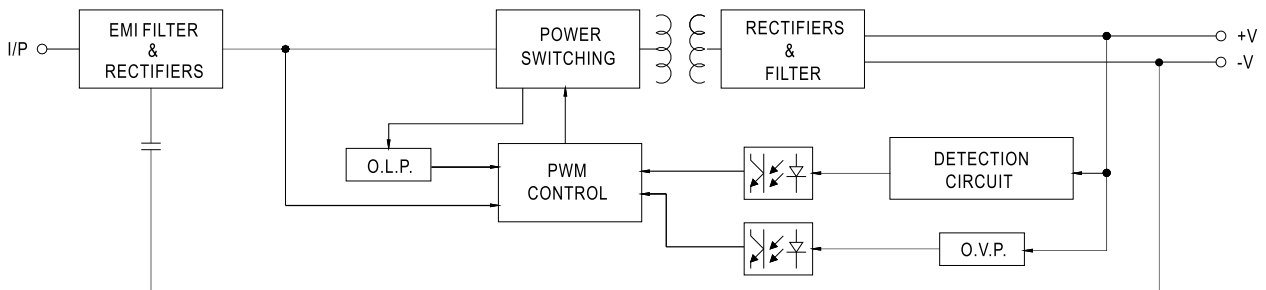 I/P
EMI FILTER
&
RECTIFIERS
POWER
SWITCHING
RECTIFIERS
&
FILTER
+V
-V
O.L.P.
PWM
CONTROL
DETECTION
CIRCUIT
O.V.P.